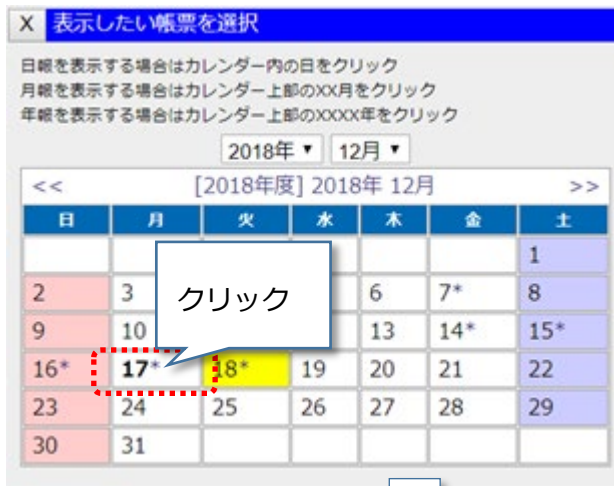 X 表示したい帳票を選択
日報を表示する場合はカレンダー内の日をクリック
月報を表示する場合はカレンダー上部のXX月をクリック
年報を表示する場合はカレンダー上部のXXXX年をクリック
2018年 ▼ 12月 ▼
<< [2018年度] 2018年 12月 >>
日 月 火 水 木 金 土
1
2 3 6 7* 8
クリック
9 10 13 14* 15*
16* 17* 18* 19 20 21 22
23 24 25 26 27 28 29
30 31